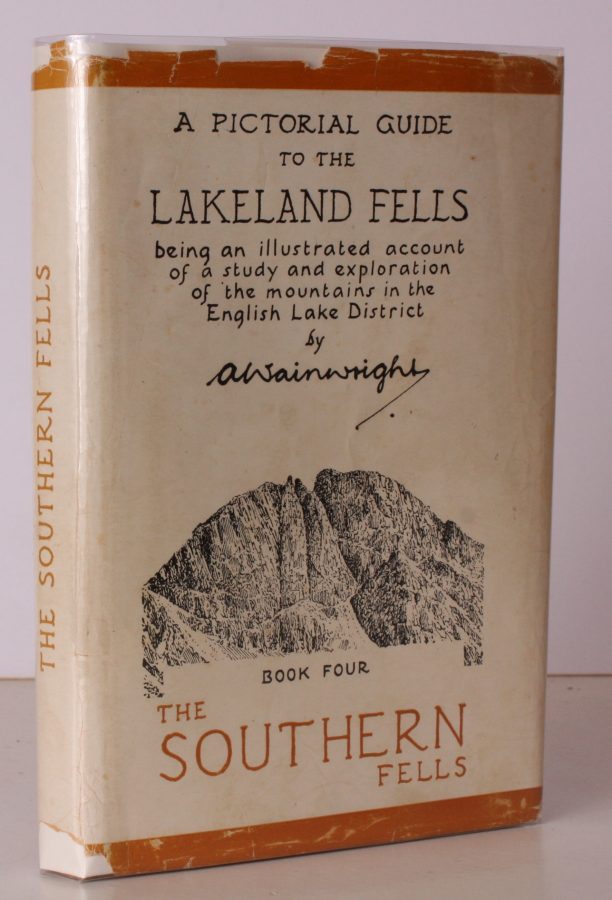 THE SOUTHERN FELLS
A PICTORIAL GUIDE
TO THE
LAKELAND FELLS
being an illustrated account
of a study and exploration
of the mountains in the
English Lake District
by
AWainwright
BOOK FOUR
THE
SOUTHERN
FELLS